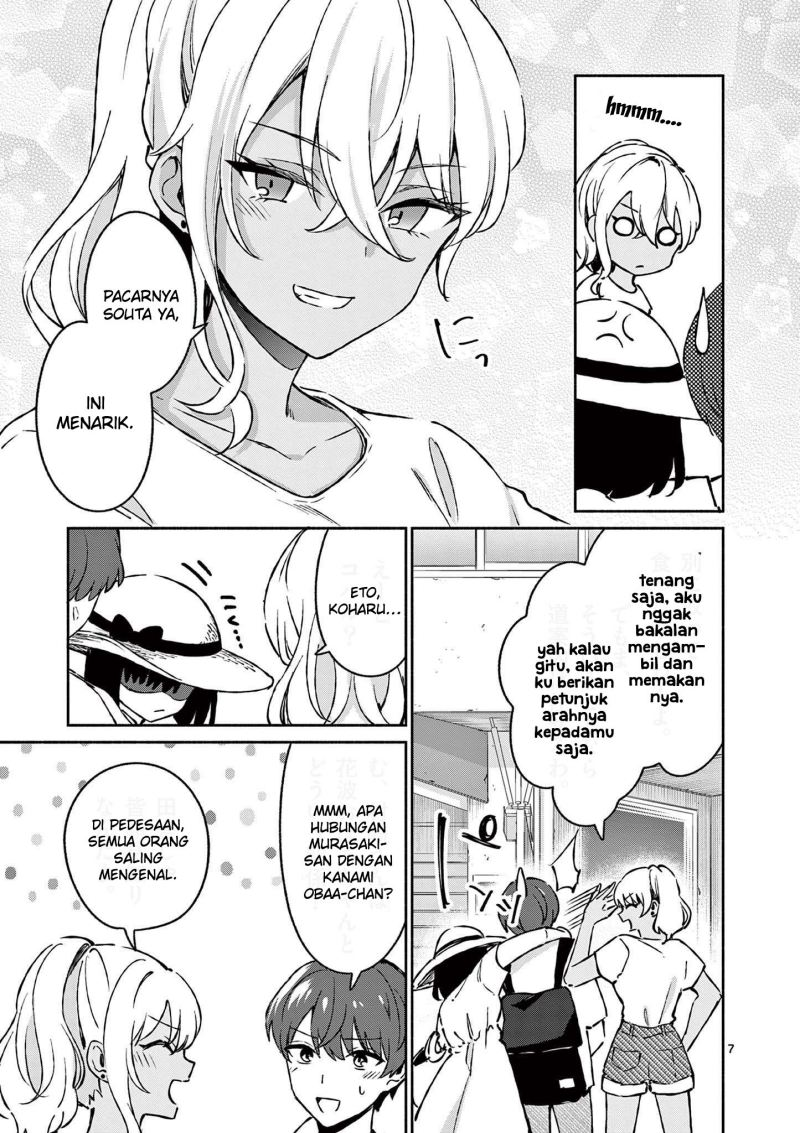 hmmm....
PACARNYA
SOUTA YA,
INI
MENARIK.
にっ
tenang
saja, aku
nggak
bakalan
mengam-
bil dan
memakan
nya.
yah kalau
gitu, akan
ku berikan
petunjuk
arahnya
kepadamu
saja.
ETO,
KOHARU...
MMM, APA
HUBUNGAN
MURASAKI-
SAN DENGAN
KANAMI
OBAA-CHAN?
DI PEDESAAN,
SEMUA ORANG
SALING
MENGENAL.
7